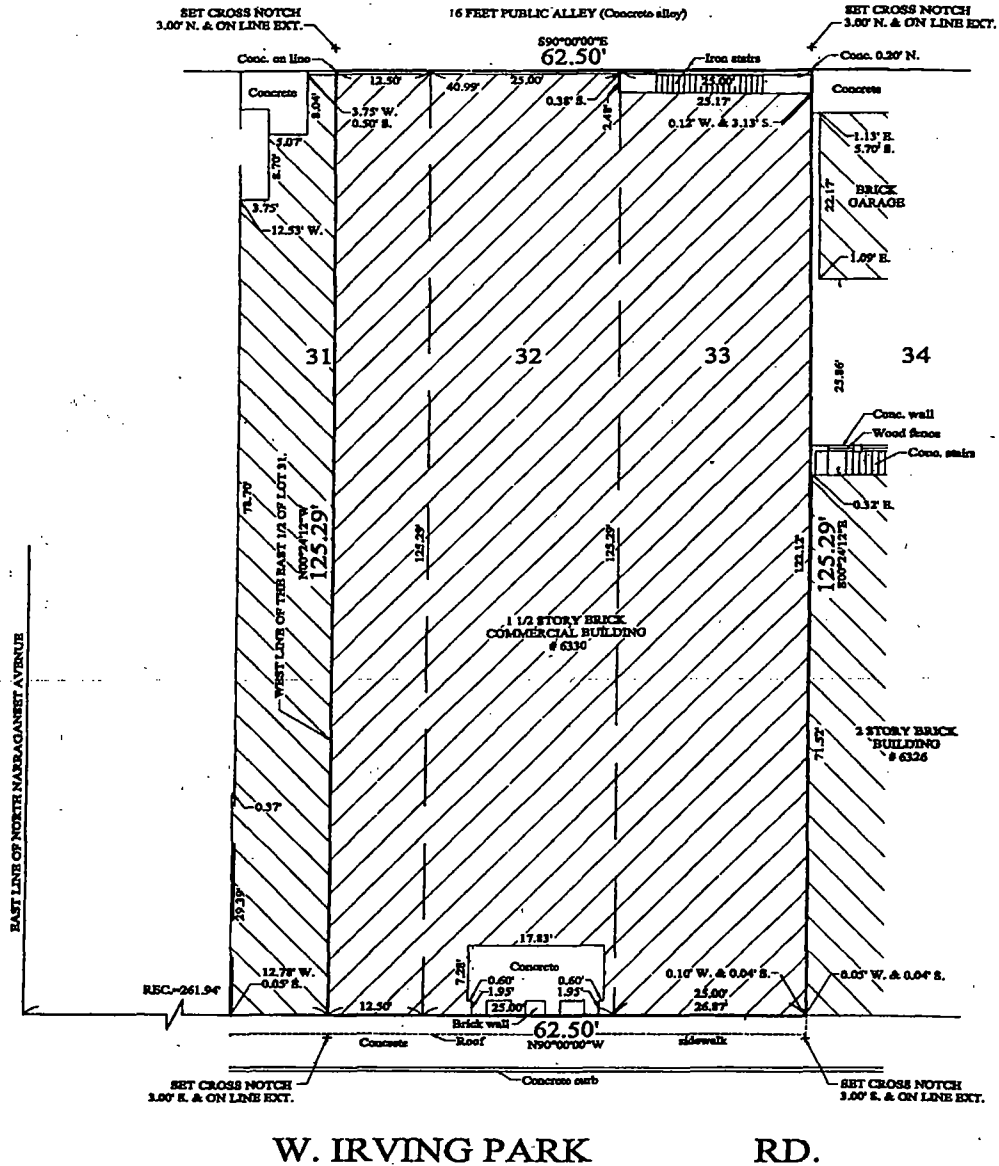 SET CROSS NOTCH
3.00' N. & ON LINE EXT.
16 FEET PUBLIC ALLEY (Concrete alley)
SET CROSS NOTCH
3.00' N. & ON LINE EXT.
S90°00'00"E
62.50'
Conc. on line
Iron stairs
Conc. 0.20' N.
12.50'
25.00'
25.00'
40.99'
Concrete
8.04'
3.75' W.
0.50' S.
0.38' S.
2.48'
25.17'
0.12' W. & 3.13' S.
Concrete
5.07'
8.70'
3.75'
12.53' W.
1.13' E.
5.70' S.
22.17'
BRICK
GARAGE
1.09' E.
31
32
33
34
25.86'
Conc. wall
Wood fence
Conc. stairs
0.32' E.
78.70'
WEST LINE OF THE EAST 1/2 OF LOT 31.
N00°24'12"W
125.29'
125.29'
125.29'
122.12'
125.29'
S00°24'12"E
1 1/2 STORY BRICK
COMMERCIAL BUILDING
# 6330
2 STORY BRICK
BUILDING
# 6326
71.52'
EAST LINE OF NORTH NARRAGANSET AVENUE
0.37'
29.39'
17.83'
7.28'
Concrete
0.60'
1.95'
0.60'
1.95'
12.78' W.
0.05' S.
0.10' W. & 0.04' S.
0.05' W. & 0.04' S.
REC.=261.94'
12.50'
25.00'
25.00'
26.87'
Brick wall
62.50'
N90°00'00"W
Concrete
Roof
sidewalk
Concrete curb
SET CROSS NOTCH
3.00' S. & ON LINE EXT.
SET CROSS NOTCH
3.00' S. & ON LINE EXT.
W. IRVING PARK RD.